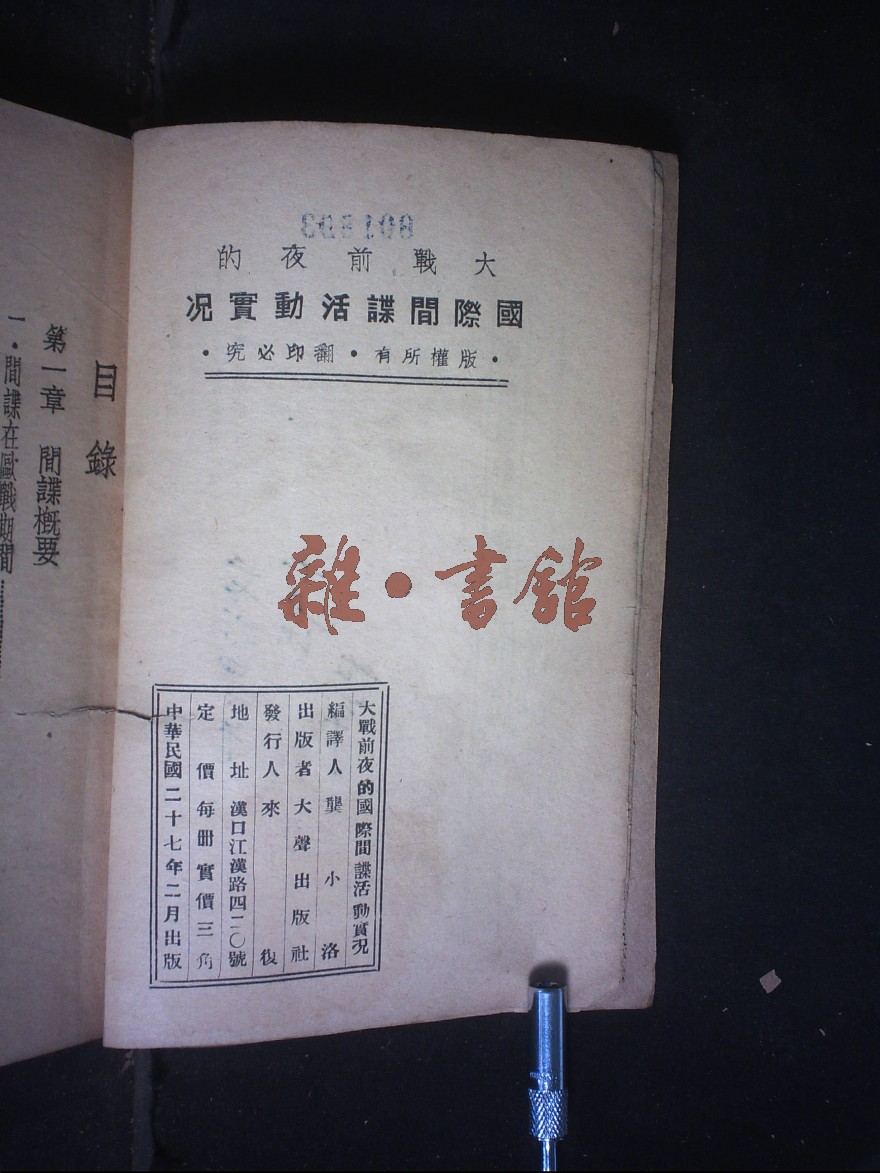 大戰前夜的
國際間諜活動實况
•版權所有•翻印必究•
雜•書館
大戰前夜的國際間諜活動實況
編譯人龔小洛
出版者大聲出版社
發行人來復
地址漢口江漢路四二〇號
定價每册實價三角
中華民國二十七年二月出版
目錄
第一章 間諜概要
一•間諜在歐戰期間